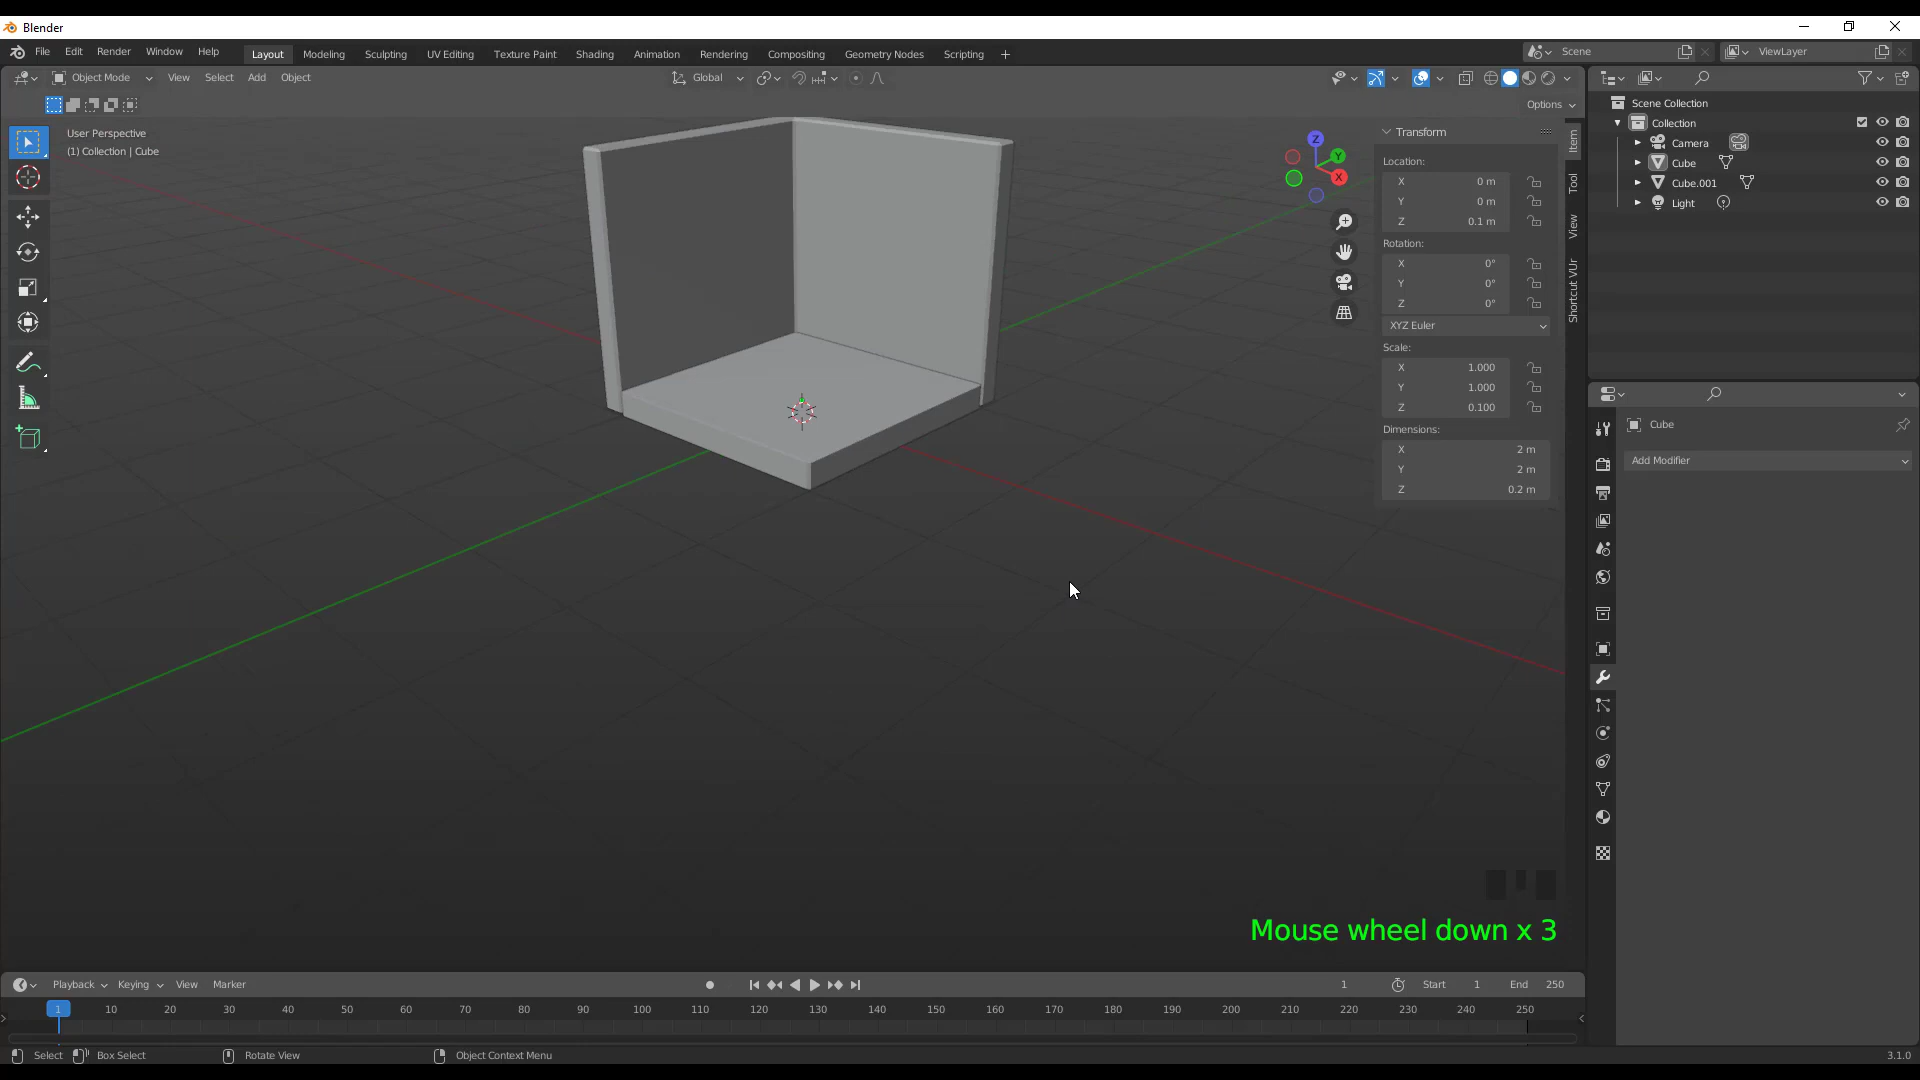 Blender
File Edit Render Window Help Layout Modeling Sculpting UV Editing Texture Paint Shading Animation Rendering Compositing Geometry Nodes Scripting + Scene ViewLayer
Object Mode View Select Add Object Global
Options
User Perspective
(1) Collection | Cube
Z
Y
X
Transform
Location:
X 0 m
Y 0 m
Z 0.1 m
Rotation:
X 0°
Y 0°
Z 0°
XYZ Euler
Scale:
X 1.000
Y 1.000
Z 0.100
Dimensions:
X 2 m
Y 2 m
Z 0.2 m
Item
Tool
View
Shortcut VUr
Scene Collection
Collection
Camera
Cube
Cube.001
Light
Cube
Add Modifier
Mouse wheel down x 3
Playback Keying View Marker 1 Start 1 End 250
1 10 20 30 40 50 60 70 80 90 100 110 120 130 140 150 160 170 180 190 200 210 220 230 240 250
Select Box Select Rotate View Object Context Menu 3.1.0